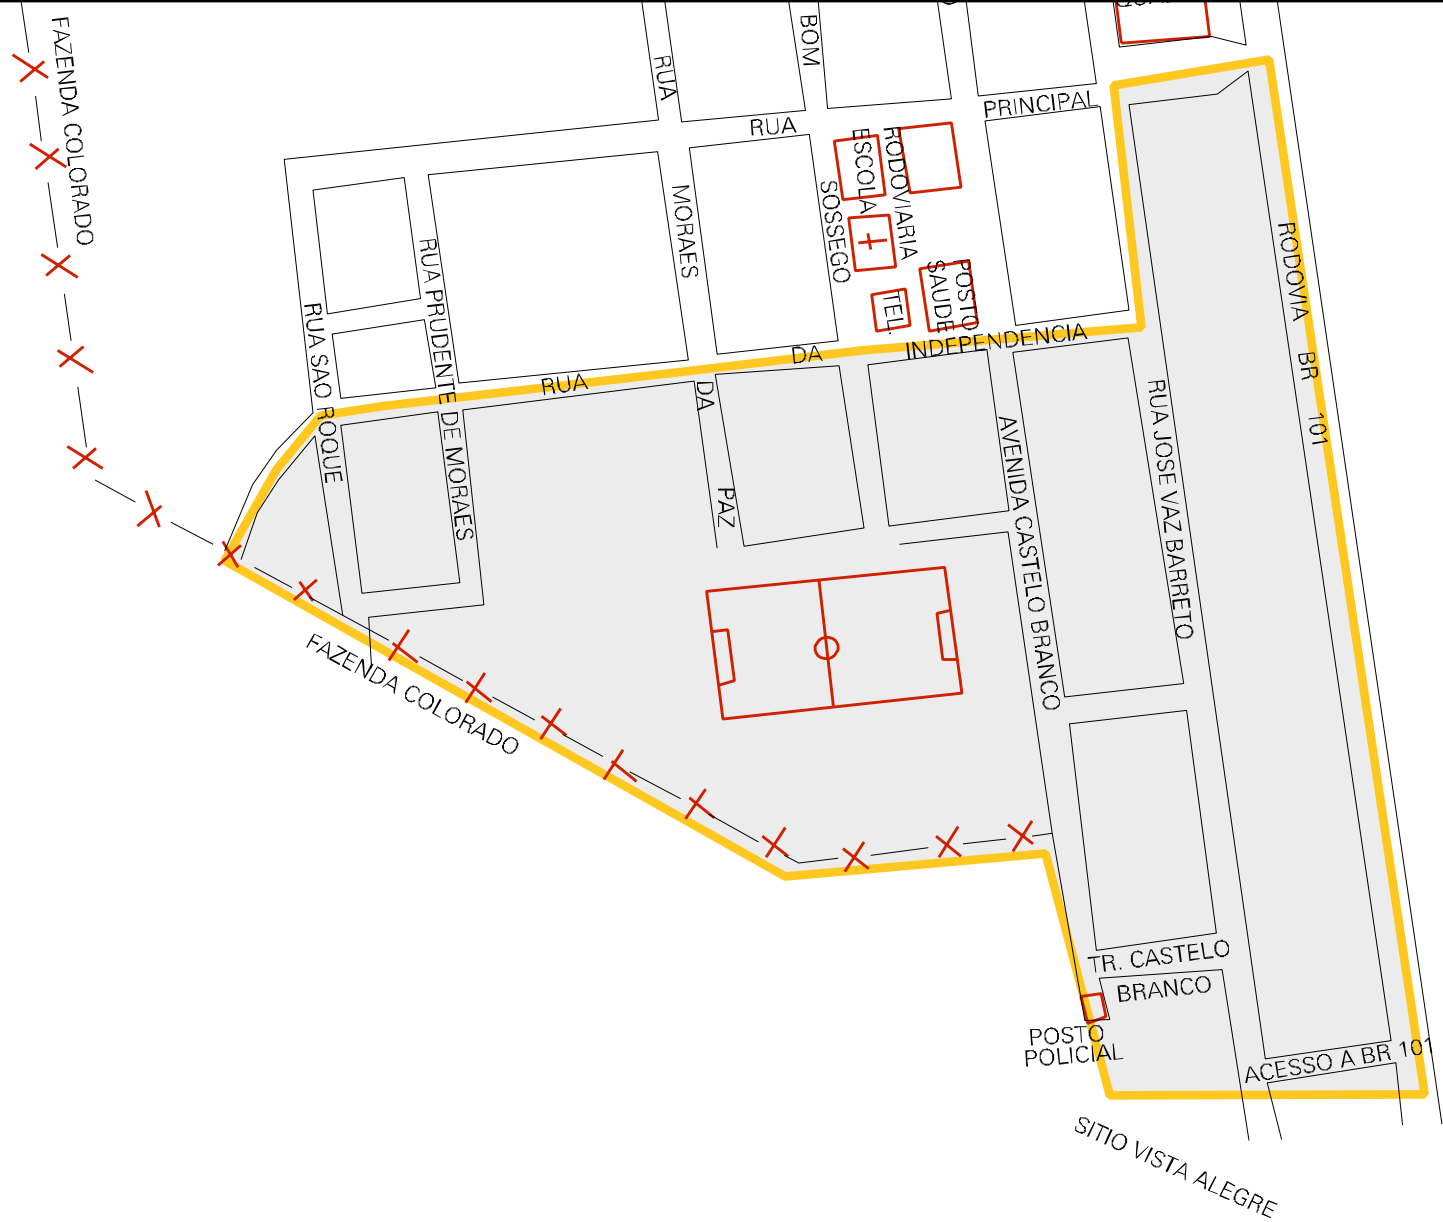 FAZENDA COLORADO
RUA
MORAES
BOM
SOSSEGO
RUA
PRINCIPAL
ESCOLA
RODOVIARIA
TEL.
POSTO
SAUDE
RUA
DA
INDEPENDENCIA
RUA SAO ROQUE
RUA PRUDENTE DE MORAES
DA
PAZ
AVENIDA CASTELO BRANCO
RUA JOSE VAZ BARRETO
RODOVIA BR 101
FAZENDA COLORADO
TR. CASTELO
BRANCO
POSTO
POLICIAL
ACESSO A BR 101
SITIO VISTA ALEGRE